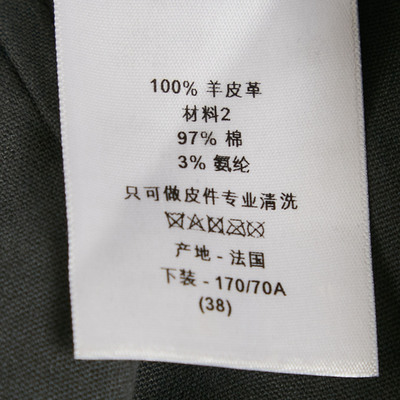 100% 羊皮革
材料2
97% 棉
3% 氨纶
只可做皮件专业清洗
产地 - 法国
下装 - 170/70A
(38)